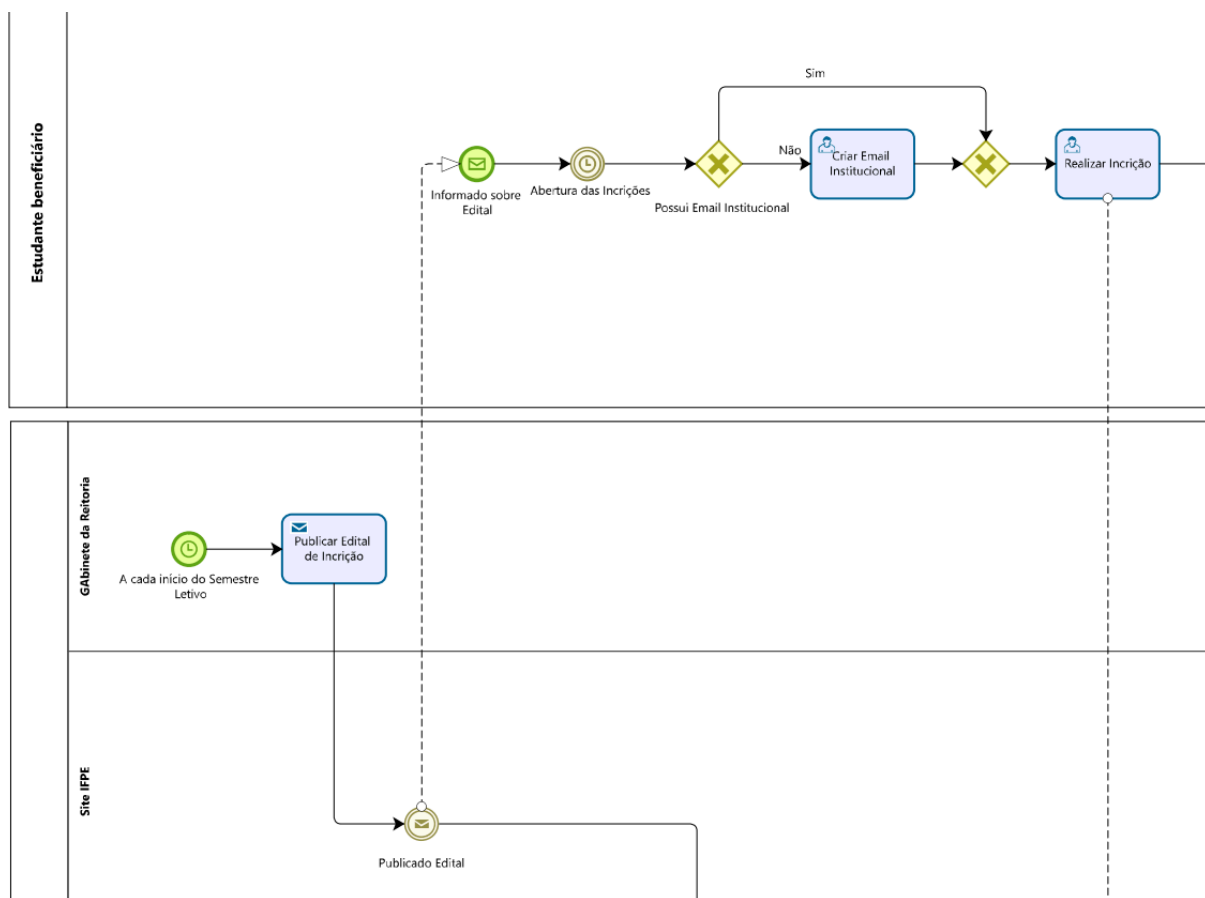 Estudante beneficiário
Sim
Informado sobre
Edital
Abertura das Incrições
Possui Email Institucional
Não
Criar Email
Institucional
Realizar Incrição
GAbinete da Reitoria
A cada início do Semestre
Letivo
Publicar Edital
de Incrição
Site IFPE
Publicado Edital